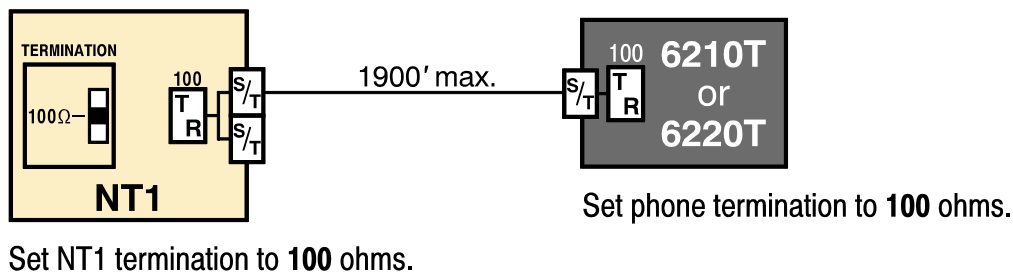 TERMINATION
100Ω
100
T
R
S/T
S/T
NT1
1900′ max.
S/T
100
T
R
6210T
or
6220T
Set phone termination to 100 ohms.
Set NT1 termination to 100 ohms.